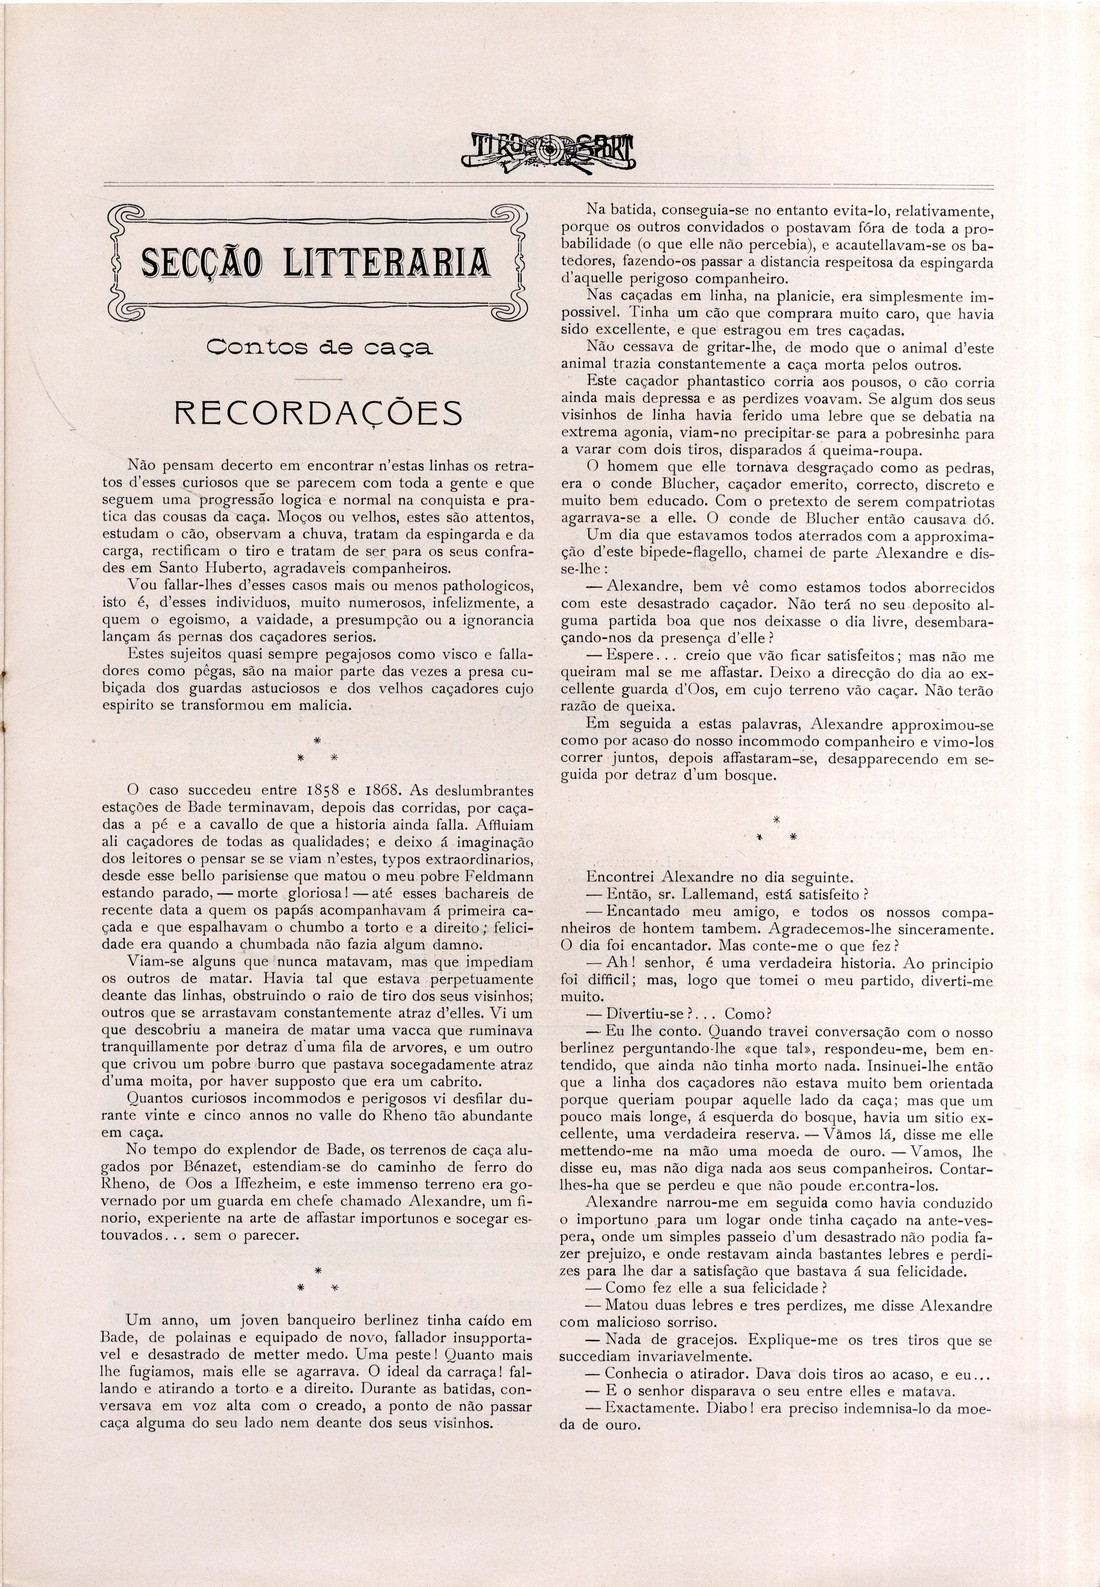 TIRO E SPORT
SECÇÃO LITTERARIA
Contos de caça
RECORDAÇÕES
Não pensam decerto em encontrar n'estas linhas os retra-
tos d'esses curiosos que se parecem com toda a gente e que
seguem uma progressão logica e normal na conquista e pra-
tica das cousas da caça. Moços ou velhos, estes são attentos,
estudam o cão, observam a chuva, tratam da espingarda e da
carga, rectificam o tiro e tratam de ser para os seus confra-
des em Santo Huberto, agradaveis companheiros.
Vou fallar-lhes d'esses casos mais ou menos pathologicos,
isto é, d'esses individuos, muito numerosos, infelizmente, a
quem o egoismo, a vaidade, a presumpção ou a ignorancia
lançam ás pernas dos caçadores serios.
Estes sujeitos quasi sempre pegajosos como visco e falla-
dores como pêgas, são na maior parte das vezes a presa cu-
biçada dos guardas astuciosos e dos velhos caçadores cujo
espirito se transformou em malicia.
*
* *
O caso succedeu entre 1858 e 1868. As deslumbrantes
estações de Bade terminavam, depois das corridas, por caça-
das a pé e a cavallo de que a historia ainda falla. Affluiam
ali caçadores de todas as qualidades; e deixo á imaginação
dos leitores o pensar se se viam n'estes, typos extraordinarios,
desde esse bello parisiense que matou o meu pobre Feldmann
estando parado, — morte gloriosa! — até esses bachareis de
recente data a quem os papás acompanhavam á primeira ca-
çada e que espalhavam o chumbo a torto e a direito; felici-
dade era quando a chumbada não fazia algum damno.
Viam-se alguns que nunca matavam, mas que impediam
os outros de matar. Havia tal que estava perpetuamente
deante das linhas, obstruindo o raio de tiro dos seus visinhos;
outros que se arrastavam constantemente atraz d'elles. Vi um
que descobriu a maneira de matar uma vacca que ruminava
tranquillamente por detraz d'uma fila de arvores, e um outro
que crivou um pobre burro que pastava socegadamente atraz
d'uma moita, por haver supposto que era um cabrito.
Quantos curiosos incommodos e perigosos vi desfilar du-
rante vinte e cinco annos no valle do Rheno tão abundante
em caça.
No tempo do explendor de Bade, os terrenos de caça alu-
gados por Bénazet, estendiam-se do caminho de ferro do
Rheno, de Oos a Iffezheim, e este immenso terreno era go-
vernado por um guarda em chefe chamado Alexandre, um fi-
norio, experiente na arte de affastar importunos e socegar es-
touvados... sem o parecer.
*
* *
Um anno, um joven banqueiro berlinez tinha caído em
Bade, de polainas e equipado de novo, fallador insupporta-
vel e desastrado de metter medo. Uma peste! Quanto mais
lhe fugiamos, mais elle se agarrava. O ideal da carraça! fal-
lando e atirando a torto e a direito. Durante as batidas, con-
versava em voz alta com o creado, a ponto de não passar
caça alguma do seu lado nem deante dos seus visinhos.
Na batida, conseguia-se no entanto evita-lo, relativamente,
porque os outros convidados o postavam fóra de toda a pro-
babilidade (o que elle não percebia), e acautellavam-se os ba-
tedores, fazendo-os passar a distancia respeitosa da espingarda
d'aquelle perigoso companheiro.
Nas caçadas em linha, na planicie, era simplesmente im-
possivel. Tinha um cão que comprara muito caro, que havia
sido excellente, e que estragou em tres caçadas.
Não cessava de gritar-lhe, de modo que o animal d'este
animal trazia constantemente a caça morta pelos outros.
Este caçador phantastico corria aos pousos, o cão corria
ainda mais depressa e as perdizes voavam. Se algum dos seus
visinhos de linha havia ferido uma lebre que se debatia na
extrema agonia, viam-no precipitar-se para a pobresinha para
a varar com dois tiros, disparados á queima-roupa.
O homem que elle tornava desgraçado como as pedras,
era o conde Blücher, caçador emerito, correcto, discreto e
muito bem educado. Com o pretexto de serem compatriotas
agarrava-se a elle. O conde de Blucher então causava dó.
Um dia que estavamos todos aterrados com a approxima-
ção d'este bipede-flagello, chamei de parte Alexandre e dis-
se-lhe:
— Alexandre, bem vê como estamos todos aborrecidos
com este desastrado caçador. Não terá no seu deposito al-
guma partida boa que nos deixasse o dia livre, desembara-
çando-nos da presença d'elle?
— Espere... creio que vão ficar satisfeitos; mas não me
queiram mal se me affastar. Deixo a direcção do dia ao ex-
cellente guarda d'Oos, em cujo terreno vão caçar. Não terão
razão de queixa.
Em seguida a estas palavras, Alexandre approximou-se
como por acaso do nosso incommodo companheiro e vimo-los
correr juntos, depois affastaram-se, desapparecendo em se-
guida por detraz d'um bosque.
*
* *
Encontrei Alexandre no dia seguinte.
— Então, sr. Lallemand, está satisfeito?
— Encantado meu amigo, e todos os nossos compa-
nheiros de hontem tambem. Agradecemos-lhe sinceramente.
O dia foi encantador. Mas conte-me o que fez?
— Ah! senhor, é uma verdadeira historia. Ao principio
foi difficil; mas, logo que tomei o meu partido, diverti-me
muito.
— Divertiu-se?... Como?
— Eu lhe conto. Quando travei conversação com o nosso
berlinez perguntando-lhe «que tal», respondeu-me, bem en-
tendido, que ainda não tinha morto nada. Insinuei-lhe então
que a linha dos caçadores não estava muito bem orientada
porque queriam poupar aquelle lado da caça; mas que um
pouco mais longe, á esquerda do bosque, havia um sitio ex-
cellente, uma verdadeira reserva. — Vâmos lá, disse me elle
mettendo-me na mão uma moeda de ouro. — Vamos, lhe
disse eu, mas não diga nada aos seus companheiros. Contar-
lhes-ha que se perdeu e que não poude encontra-los.
Alexandre narrou-me em seguida como havia conduzido
o importuno para um logar onde tinha caçado na ante-ves-
pera, onde um simples passeio d'um desastrado não podia fa-
zer prejuizo, e onde restavam ainda bastantes lebres e perdi-
zes para lhe dar a satisfação que bastava á sua felicidade.
— Como fez elle a sua felicidade?
— Matou duas lebres e tres perdizes, me disse Alexandre
com malicioso sorriso.
— Nada de gracejos. Explique-me os tres tiros que se
succediam invariavelmente.
— Conhecia o atirador. Dava dois tiros ao acaso, e eu...
— E o senhor disparava o seu entre elles e matava.
— Exactamente. Diabo! era preciso indemnisa-lo da moe-
da de ouro.